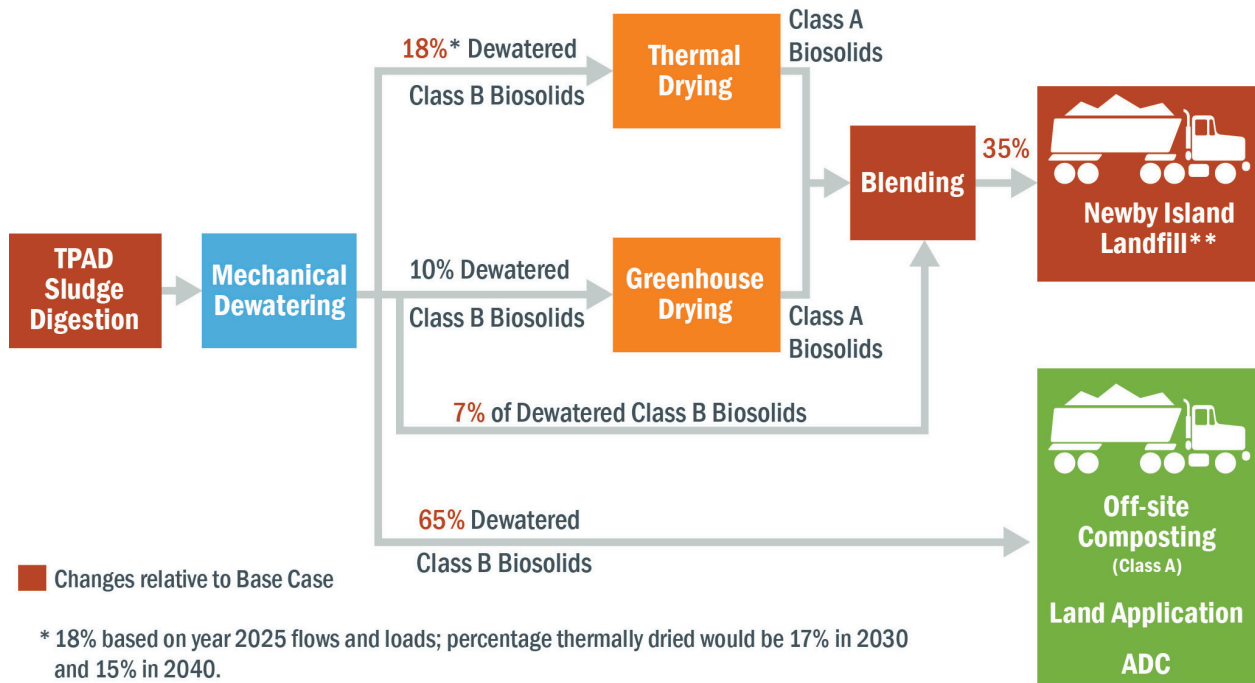 18%* Dewatered
Class B Biosolids
Thermal
Drying
Class A
Biosolids
Blending
35%
Newby Island
Landfill**
TPAD
Sludge
Digestion
Mechanical
Dewatering
10% Dewatered
Class B Biosolids
Greenhouse
Drying
Class A
Biosolids
7% of Dewatered Class B Biosolids
65% Dewatered
Class B Biosolids
Off-site
Composting
(Class A)
Land Application
ADC
Changes relative to Base Case
* 18% based on year 2025 flows and loads; percentage thermally dried would be 17% in 2030
and 15% in 2040.